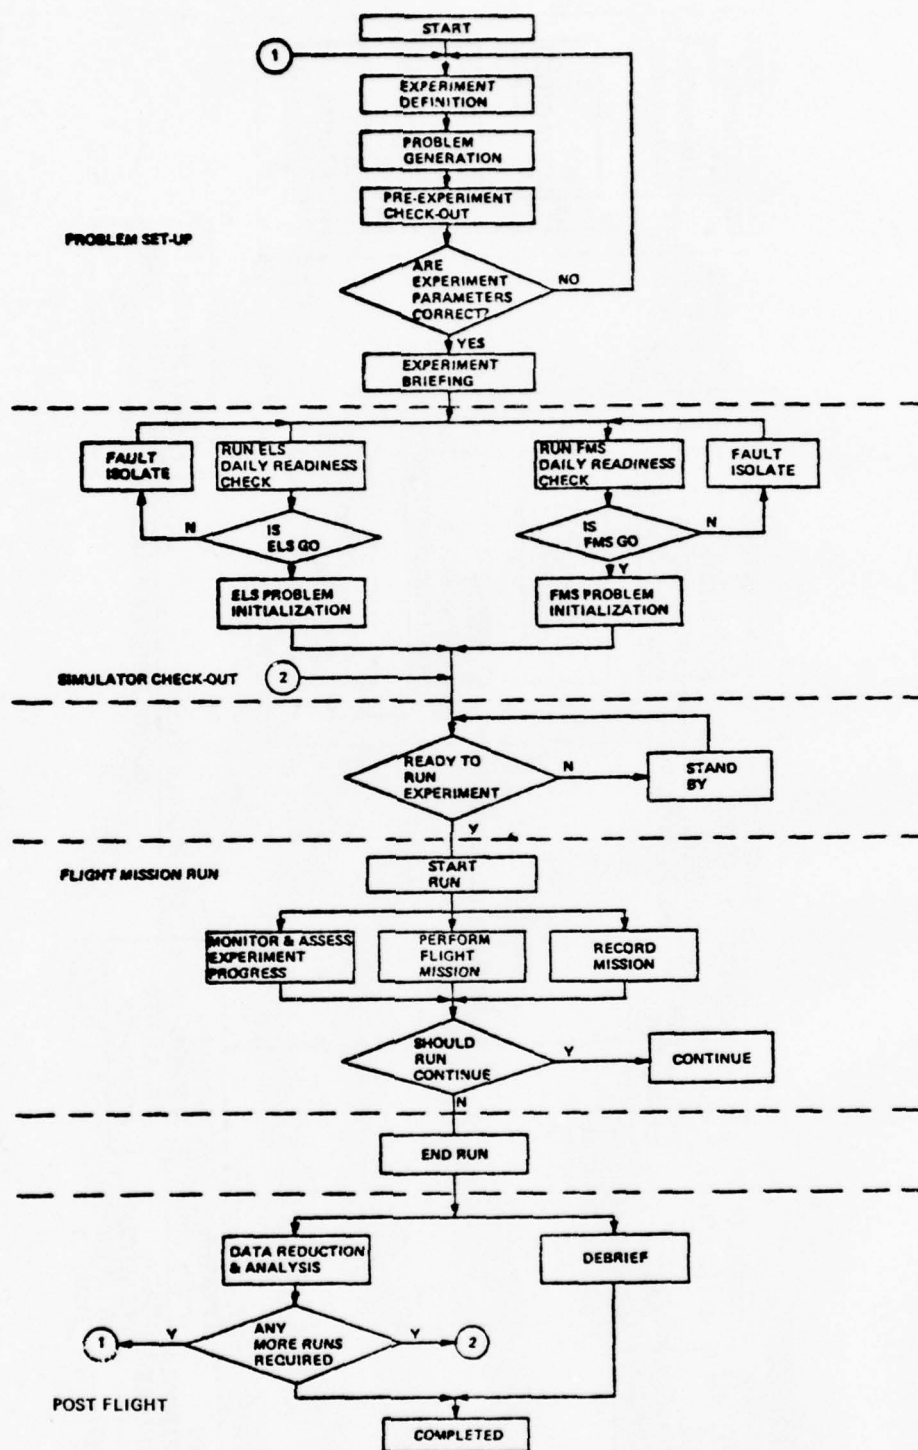 START
1
EXPERIMENT
DEFINITION
PROBLEM
GENERATION
PRE-EXPERIMENT
CHECK-OUT
PROBLEM SET-UP
ARE
EXPERIMENT
PARAMETERS
CORRECT?
NO
YES
EXPERIMENT
BRIEFING
FAULT
ISOLATE
RUN ELS
DAILY READINESS
CHECK
RUN FMS
DAILY READINESS
CHECK
FAULT
ISOLATE
N
IS
ELS GO
IS
FMS GO
N
Y
ELS PROBLEM
INITIALIZATION
FMS PROBLEM
INITIALIZATION
SIMULATOR CHECK-OUT
2
READY TO
RUN
EXPERIMENT
N
STAND
BY
Y
FLIGHT MISSION RUN
START
RUN
MONITOR & ASSESS
EXPERIMENT
PROGRESS
PERFORM
FLIGHT
MISSION
RECORD
MISSION
SHOULD
RUN
CONTINUE
Y
CONTINUE
N
END RUN
DATA REDUCTION
& ANALYSIS
DEBRIEF
1
Y
ANY
MORE RUNS
REQUIRED
Y
2
POST FLIGHT
COMPLETED